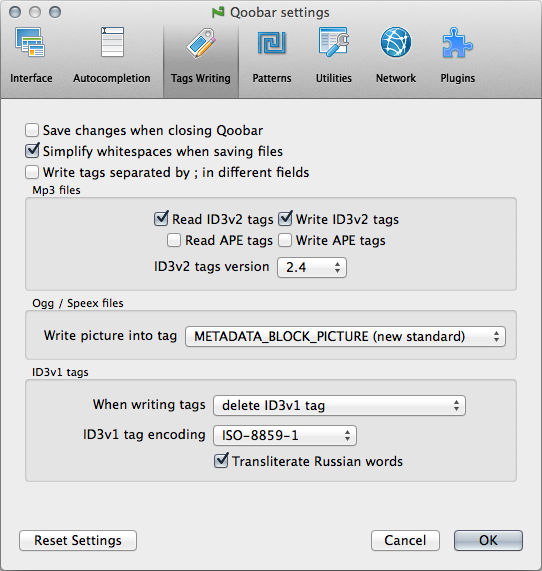 Qoobar settings
Interface Autocompletion Tags Writing Patterns Utilities Network Plugins
Save changes when closing Qoobar
Simplify whitespaces when saving files
Write tags separated by ; in different fields
Mp3 files
Read ID3v2 tags Write ID3v2 tags
Read APE tags Write APE tags
ID3v2 tags version 2.4
Ogg / Speex files
Write picture into tag METADATA_BLOCK_PICTURE (new standard)
ID3v1 tags
When writing tags delete ID3v1 tag
ID3v1 tag encoding ISO-8859-1
Transliterate Russian words
Reset Settings Cancel OK